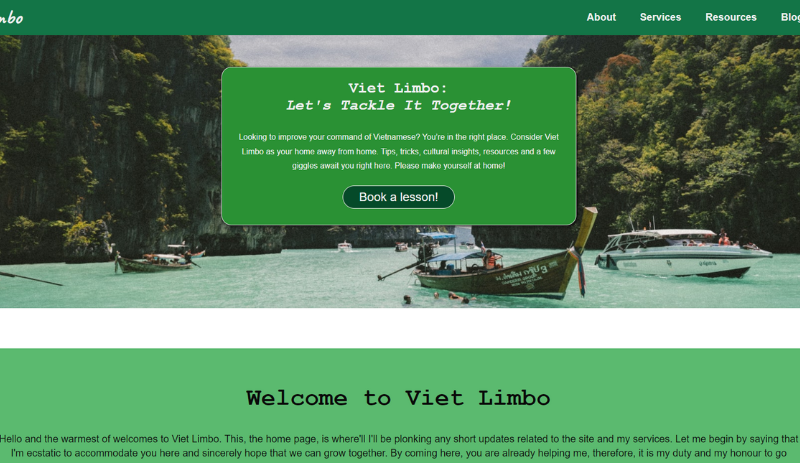 mbo
About Services Resources Blog
Viet Limbo:
Let's Tackle It Together!
Looking to improve your command of Vietnamese? You're in the right place. Consider Viet
Limbo as your home away from home. Tips, tricks, cultural insights, resources and a few
giggles await you right here. Please make yourself at home!
Book a lesson!
Welcome to Viet Limbo
Hello and the warmest of welcomes to Viet Limbo. This, the home page, is where'll I'll be plonking any short updates related to the site and my services. Let me begin by saying that
I'm ecstatic to accommodate you here and sincerely hope that we can grow together. By coming here, you are already helping me, therefore, it is my duty and my honour to go